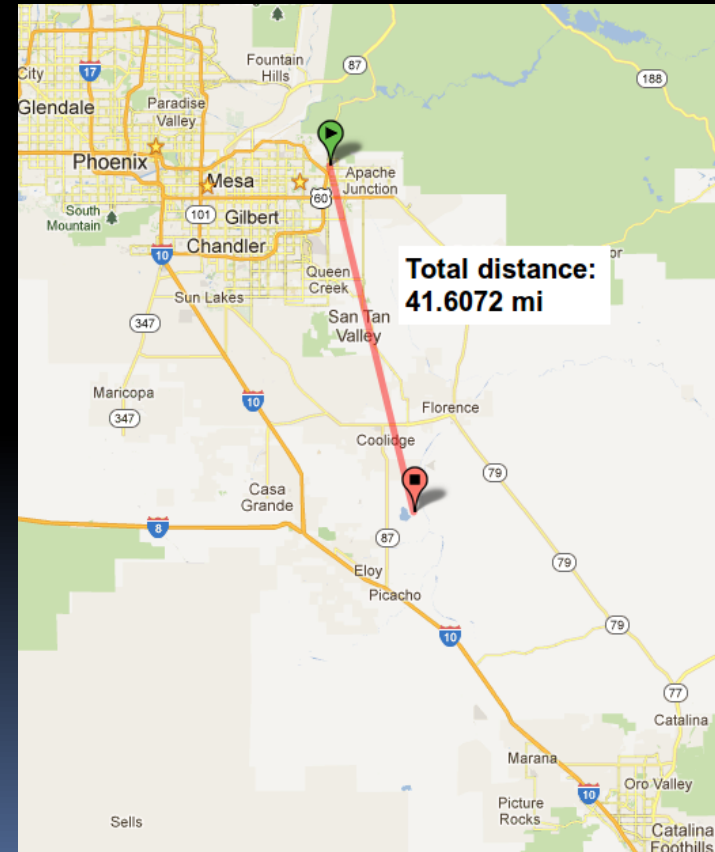 87
188
Fountain
Hills
City
17
Glendale
Paradise
Valley
Phoenix
Mesa
Apache
Junction
60
South
Mountain
101
Gilbert
Chandler
10
Queen
Creek
Total distance:
41.6072 mi
or
Sun Lakes
347
San Tan
Valley
Maricopa
347
10
Florence
Coolidge
79
Casa
Grande
8
87
Eloy
Picacho
79
10
79
77
Catalina
Marana
Oro Valley
10
Picture
Rocks
Sells
Catalina
Foothills